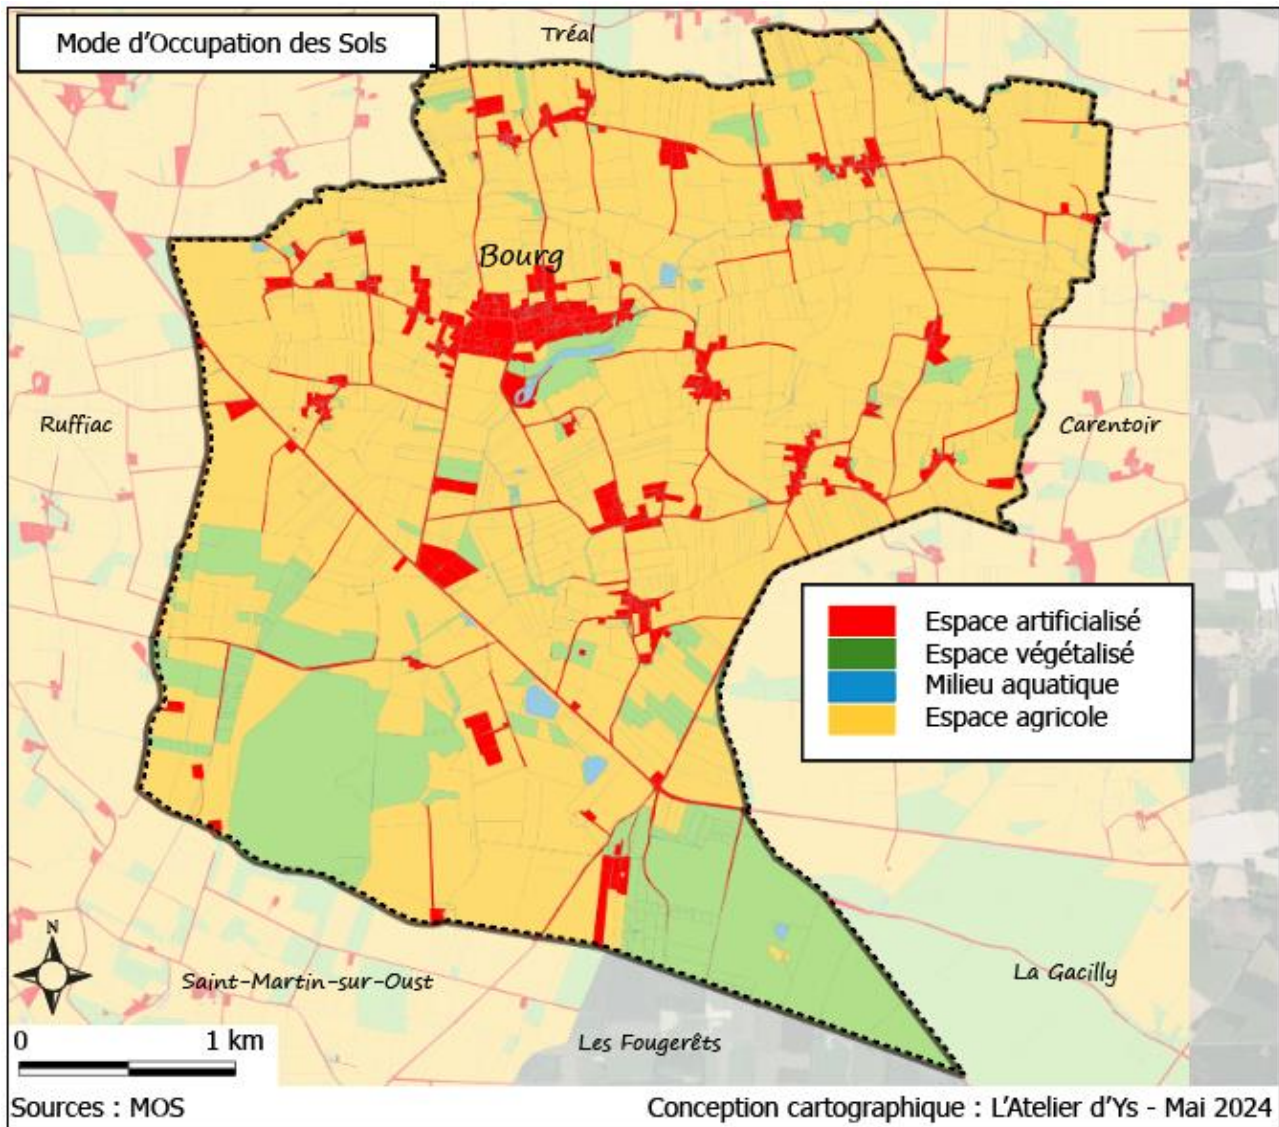 Mode d'Occupation des Sols
Tréal
Bourg
Ruffiac
Carentoir
Espace artificialisé
Espace végétalisé
Milieu aquatique
Espace agricole
N
Saint-Martin-sur-Oust
La Gacilly
0 1 km
Les Fougerêts
Sources : MOS
Conception cartographique : L'Atelier d'Ys - Mai 2024